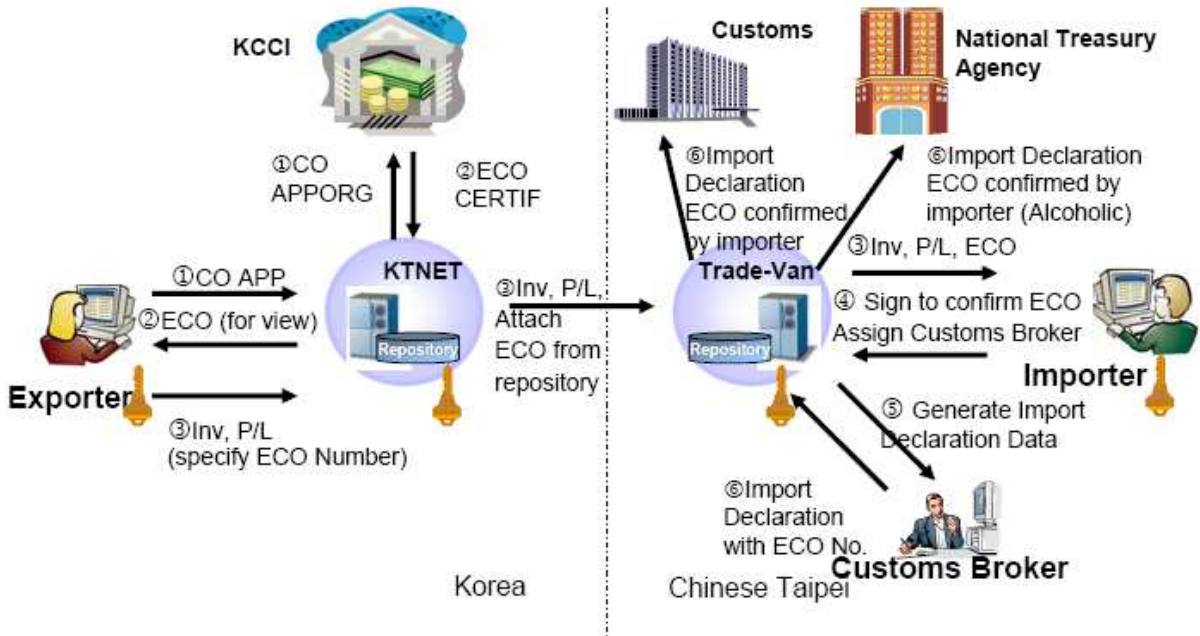 KCCI
①CO
APPORG
②ECO
CERTIF
KTNET
Repository
①CO APP
②ECO (for view)
Exporter
③Inv, P/L
(specify ECO Number)
③Inv, P/L,
Attach
ECO from
repository
Korea
Customs
National Treasury
Agency
⑥Import
Declaration
ECO confirmed
by importer
⑥Import Declaration
ECO confirmed by
importer (Alcoholic)
Trade-Van
Repository
③Inv, P/L, ECO
④ Sign to confirm ECO
Assign Customs Broker
Importer
⑤ Generate Import
Declaration Data
⑥Import
Declaration
with ECO No.
Customs Broker
Chinese Taipei